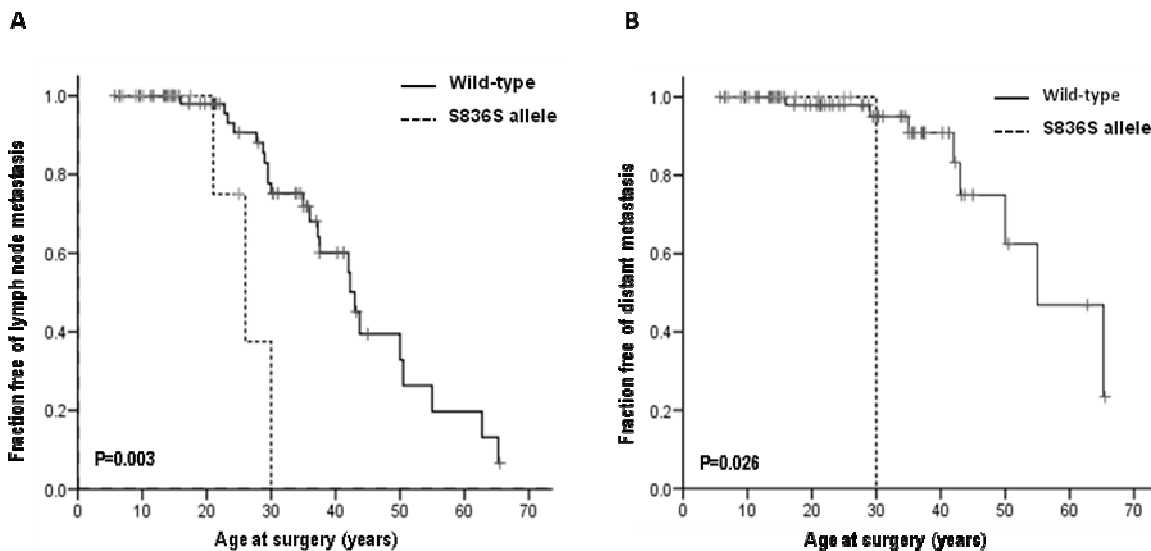 A
Wild-type
S836S allele
Fraction free of lymph node metastasis
1.0
0.8
0.6
0.4
0.2
0.0
P=0.003
0 10 20 30 40 50 60 70
Age at surgery (years)
B
Wild-type
S836S allele
Fraction free of distant metastasis
1.0
0.8
0.6
0.4
0.2
0.0
P=0.026
0 10 20 30 40 50 60 70
Age at surgery (years)